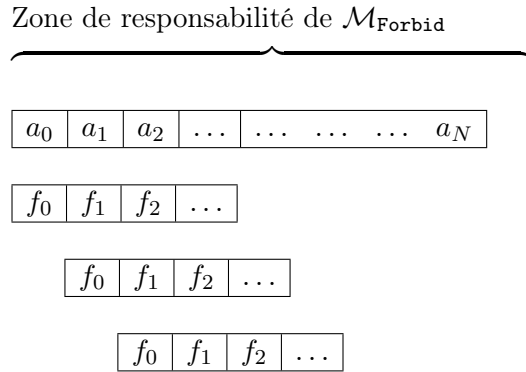 Zone de responsabilité de ℳ_Forbid
a₀ a₁ a₂ … … … … a_N
f₀ f₁ f₂ …
f₀ f₁ f₂ …
f₀ f₁ f₂ …